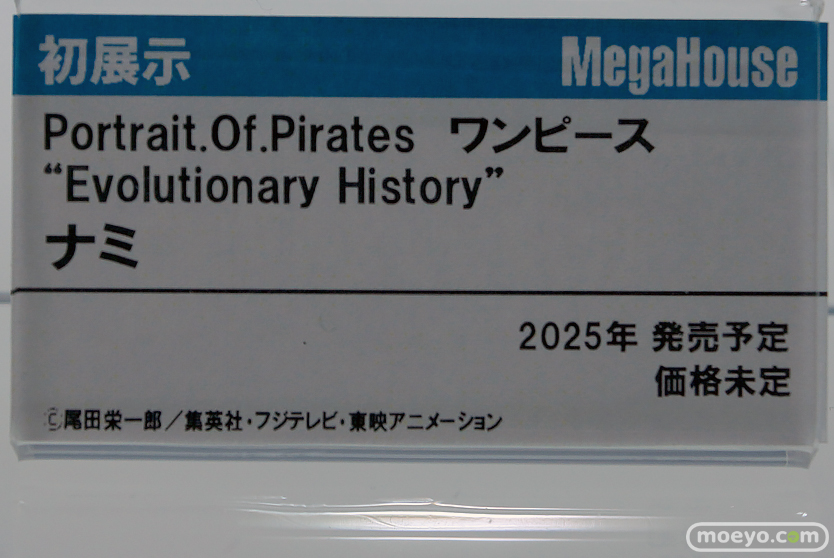 初展示 MegaHouse
Portrait.Of.Pirates ワンピース
“Evolutionary History”
ナミ
2025年 発売予定
価格未定
©尾田栄一郎／集英社・フジテレビ・東映アニメーション
moeyo.com